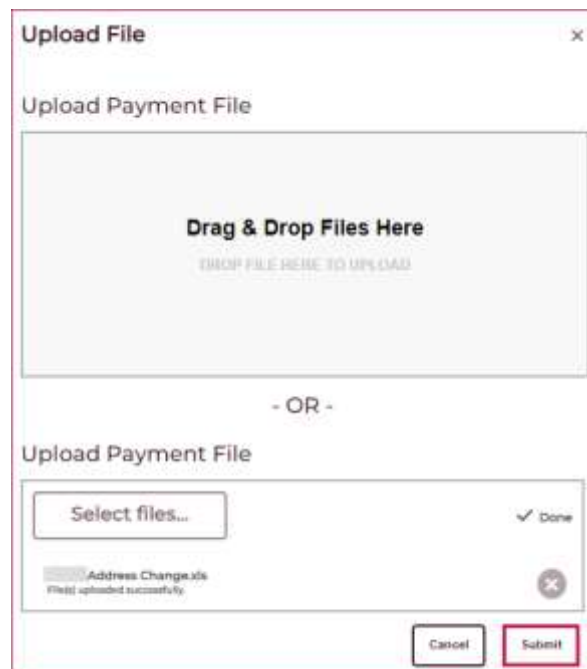 Upload File ×
Upload Payment File
Drag & Drop Files Here
DROP FILE HERE TO UPLOAD
- OR -
Upload Payment File
Select files...
Done
Address Change.xls
File(s) uploaded successfully.
Cancel
Submit